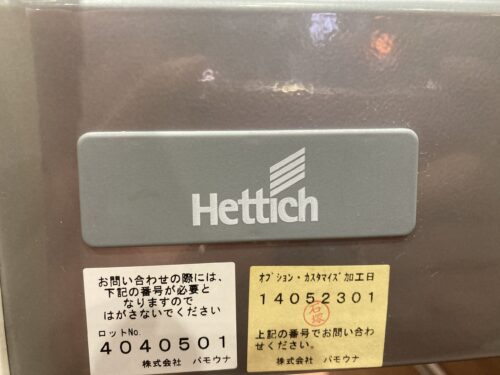 Hettich
お問い合わせの際には、
下記の番号が必要と
なりますので
はがさないでください
ロットNo.
4040501
株式会社 パモウナ
オプション・カスタマイズ加工日
14052301
石塚
上記の番号でお問い合わ
せください。
株式会社 パモウナ